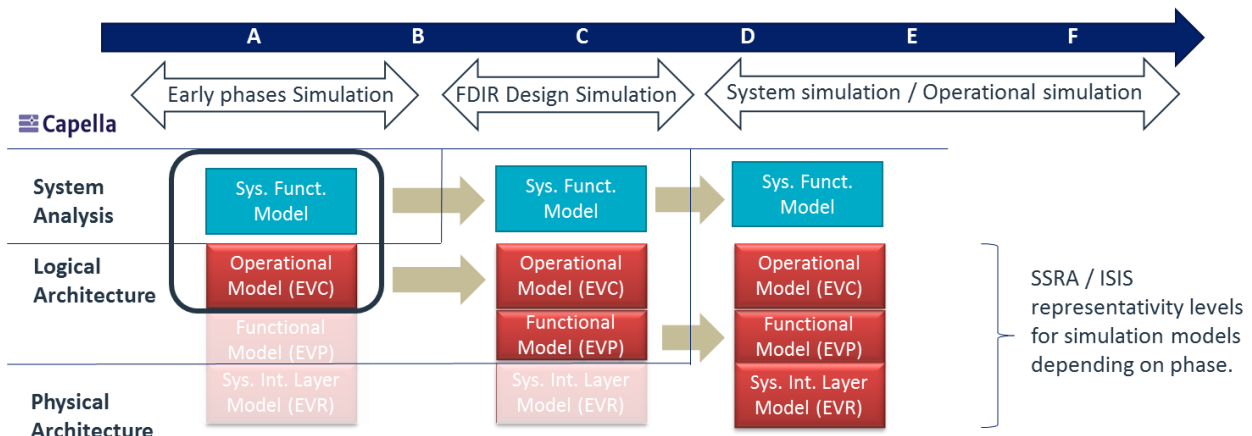 A B C D E F
Early phases Simulation
FDIR Design Simulation
System simulation / Operational simulation
Capella
System
Analysis
Sys. Funct.
Model
Sys. Funct.
Model
Sys. Funct.
Model
Logical
Architecture
Operational
Model (EVC)
Operational
Model (EVC)
Operational
Model (EVC)
Functional
Model (EVP)
Functional
Model (EVP)
Functional
Model (EVP)
Physical
Architecture
Sys. Int. Layer
Model (EVR)
Sys. Int. Layer
Model (EVR)
Sys. Int. Layer
Model (EVR)
SSRA / ISIS
representativity levels
for simulation models
depending on phase.